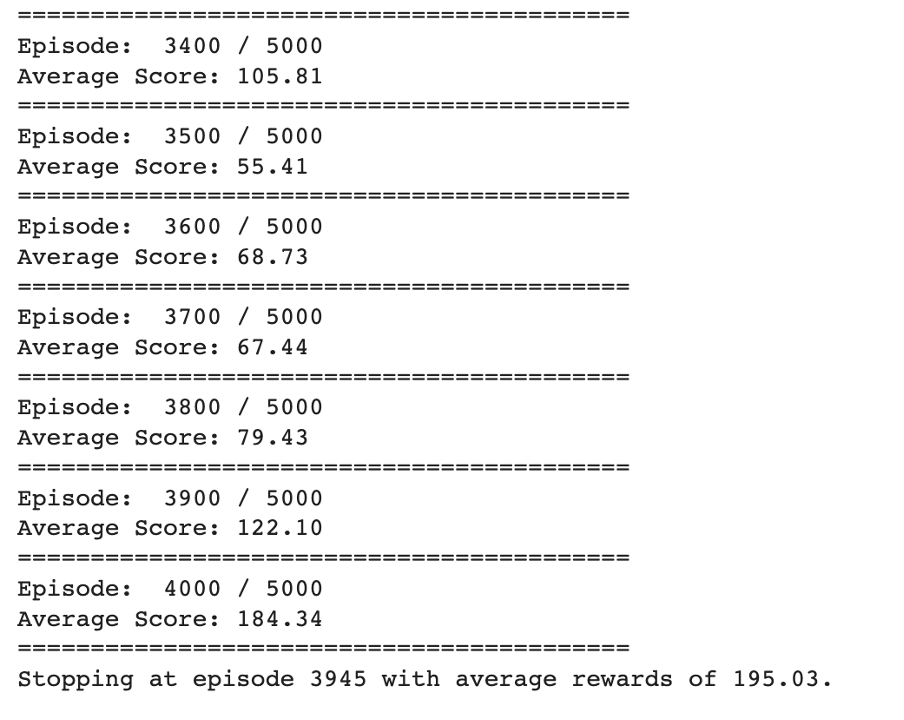 ==========================================
Episode:  3400 / 5000
Average Score: 105.81
==========================================
Episode:  3500 / 5000
Average Score: 55.41
==========================================
Episode:  3600 / 5000
Average Score: 68.73
==========================================
Episode:  3700 / 5000
Average Score: 67.44
==========================================
Episode:  3800 / 5000
Average Score: 79.43
==========================================
Episode:  3900 / 5000
Average Score: 122.10
==========================================
Episode:  4000 / 5000
Average Score: 184.34
==========================================
Stopping at episode 3945 with average rewards of 195.03.